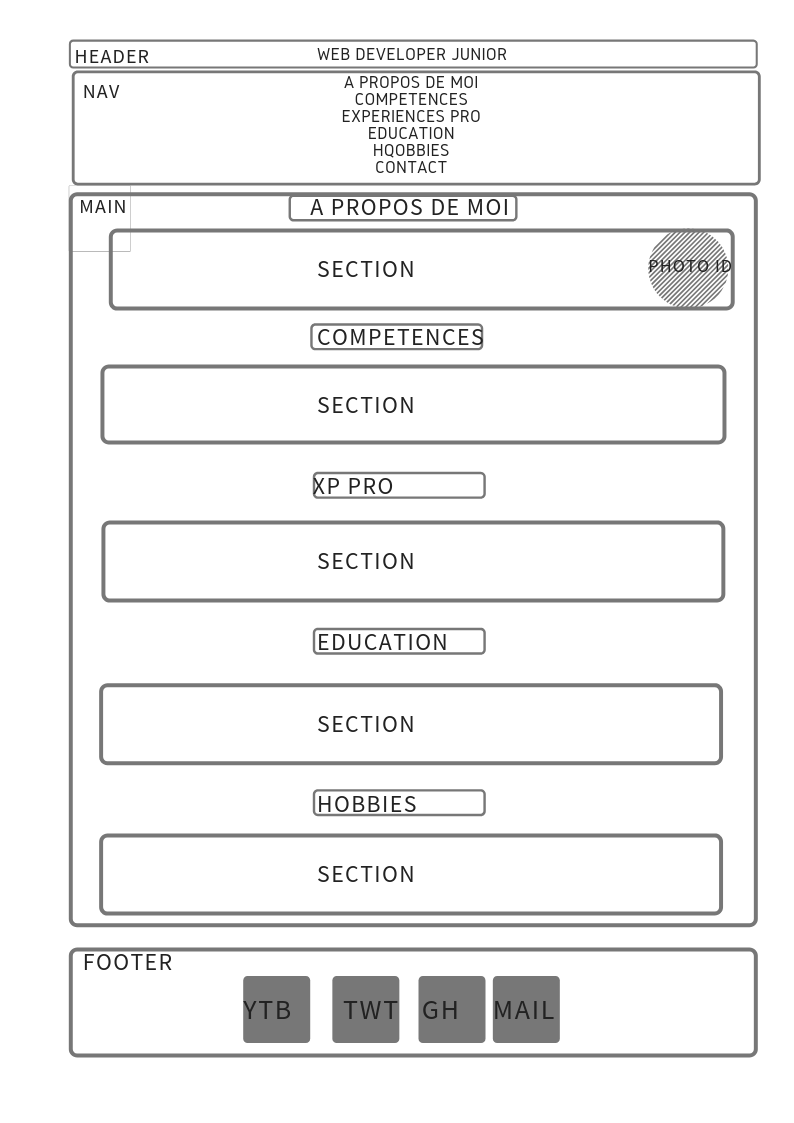 HEADER
WEB DEVELOPER JUNIOR
NAV
A PROPOS DE MOI
COMPETENCES
EXPERIENCES PRO
EDUCATION
HQOBBIES
CONTACT
MAIN
A PROPOS DE MOI
SECTION
PHOTO ID
COMPETENCES
SECTION
XP PRO
SECTION
EDUCATION
SECTION
HOBBIES
SECTION
FOOTER
YTB
TWT
GH
MAIL